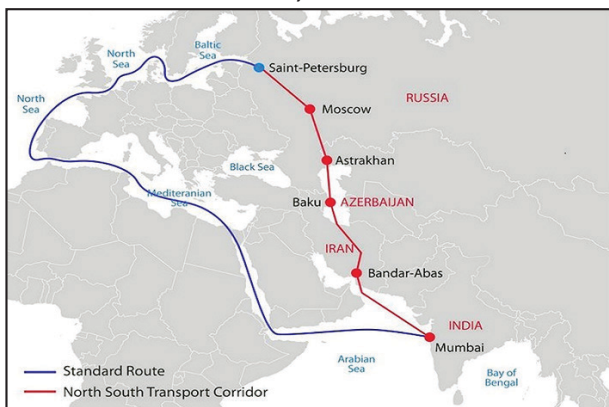 North
Sea
Baltic
Sea
Saint-Petersburg
North
Sea
Moscow
RUSSIA
Astrakhan
Black Sea
Mediteranian
Sea
Baku
AZERBAIJAN
IRAN
Bandar-Abas
INDIA
Mumbai
Arabian
Sea
Bay of
Bengal
Standard Route
North South Transport Corridor